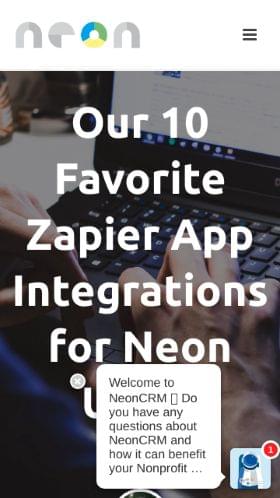 neon
Our 10
Favorite
Zapier App
Integrations
for Neon
Welcome to
NeonCRM ▯ Do
you have any
questions about
NeonCRM and
how it can benefit
your Nonprofit ...
1